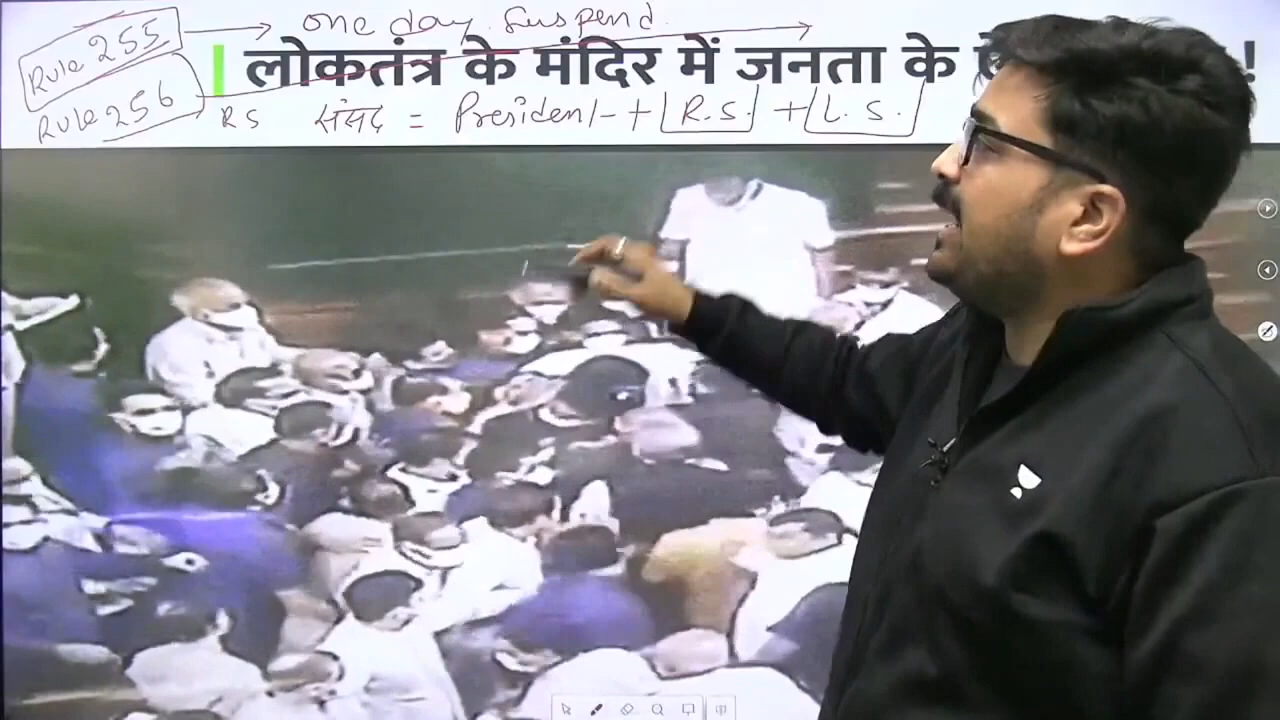 Rule 255 → one day suspend
लोकतंत्र के मंदिर में जनता के !
Rule 256 RS संसद = President + R.S. + L.S.